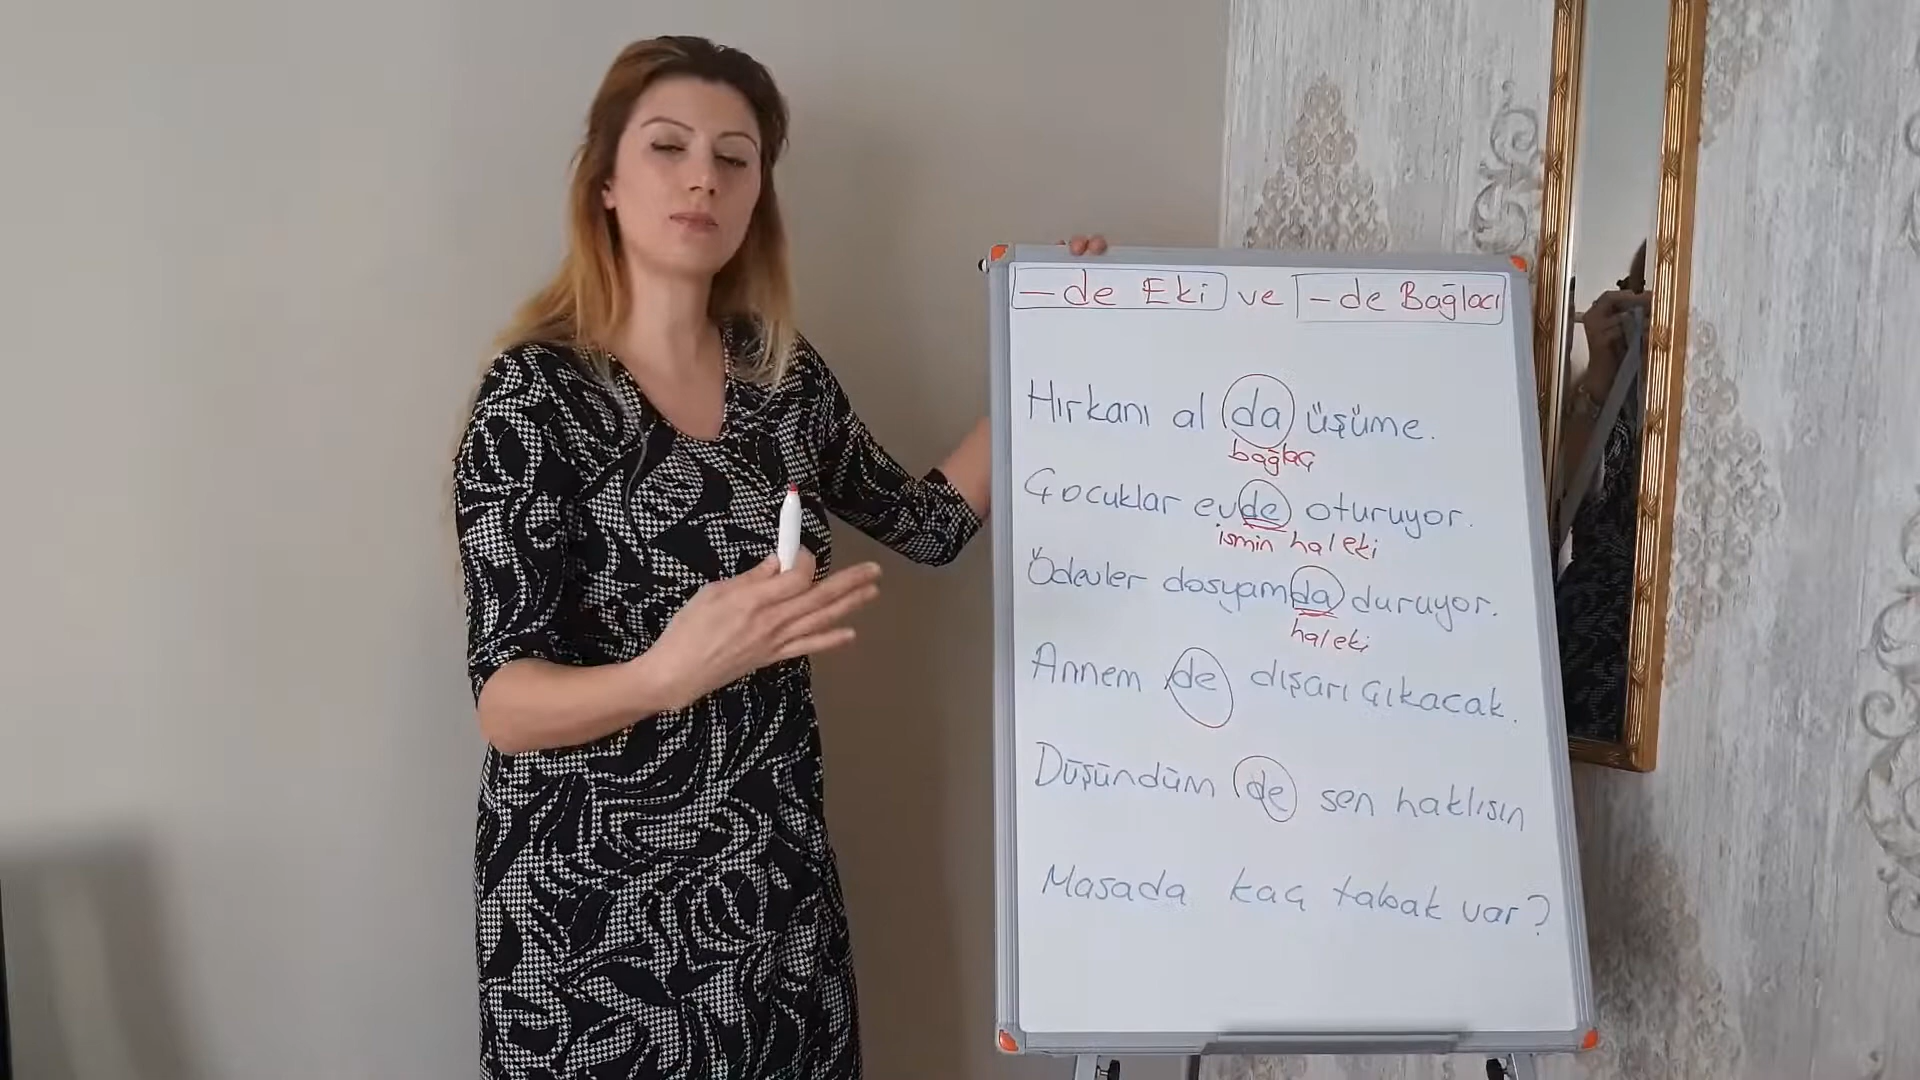 -de Eki ve -de Bağlacı
Hırkanı al da üşüme.
bağlaç
Çocuklar evde oturuyor.
ismin hal eki
Ödevler dosyamda duruyor.
hal eki
Annem de dışarı çıkacak.
Düşündüm de sen haklısın
Masada kaç tabak var?